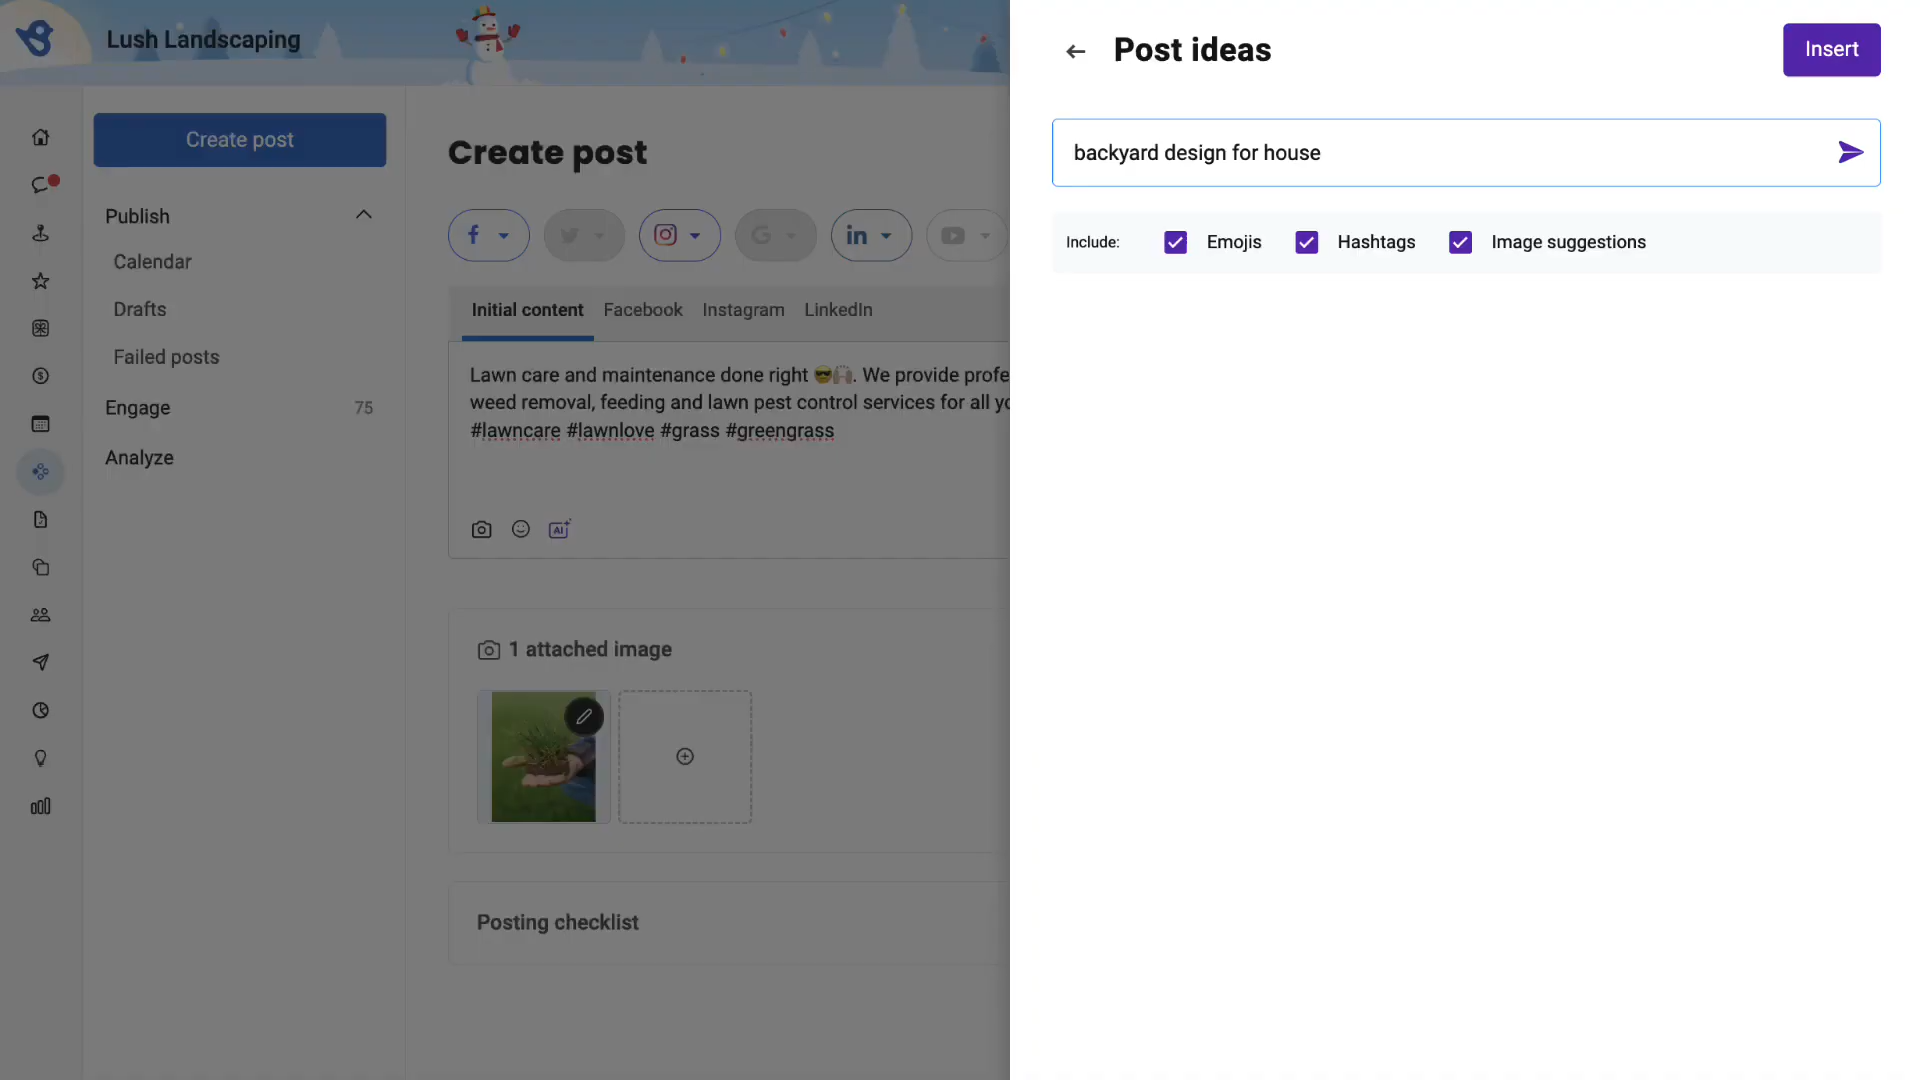 Lush Landscaping
Post ideas
Insert
backyard design for house
Include:
Emojis
Hashtags
Image suggestions
Create post
Publish
Calendar
Drafts
Failed posts
Engage
75
Analyze
Create post
Initial content
Facebook
Instagram
LinkedIn
Lawn care and maintenance done right 😎🙌🏼. We provide profe
weed removal, feeding and lawn pest control services for all yo
#lawncare #lawnlove #grass #greengrass
AI
1 attached image
Posting checklist